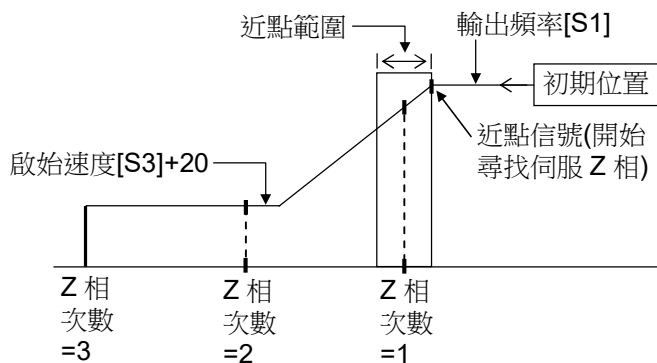 近點範圍
輸出頻率[S1]
初期位置
近點信號(開始
尋找伺服 Z 相)
啟始速度[S3]+20
Z 相
次數
=3
Z 相
次數
=2
Z 相
次數
=1